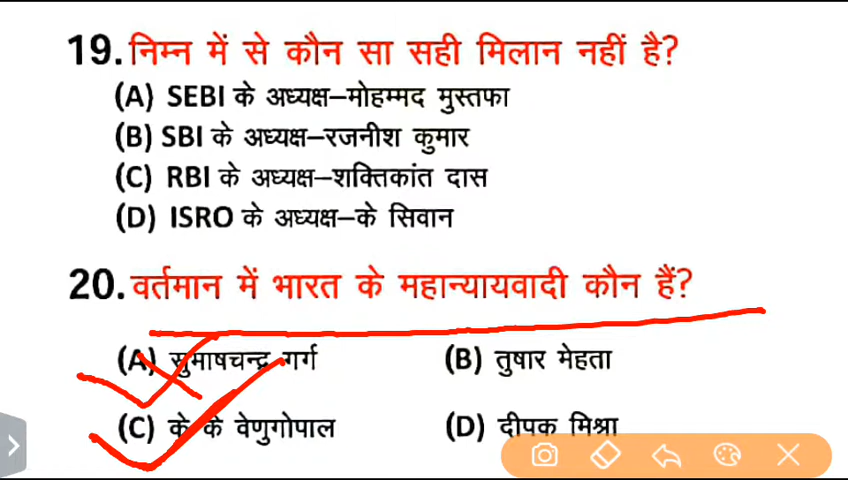 19. निम्न में से कौन सा सही मिलान नहीं है?
(A) SEBI के अध्यक्ष–मोहम्मद मुस्तफा
(B) SBI के अध्यक्ष–रजनीश कुमार
(C) RBI के अध्यक्ष–शक्तिकांत दास
(D) ISRO के अध्यक्ष–के सिवान
20. वर्तमान में भारत के महान्यायवादी कौन हैं?
(A) सुमाषचन्द्र गर्ग (B) तुषार मेहता
(C) के के वेणुगोपाल (D) दीपक मिश्रा